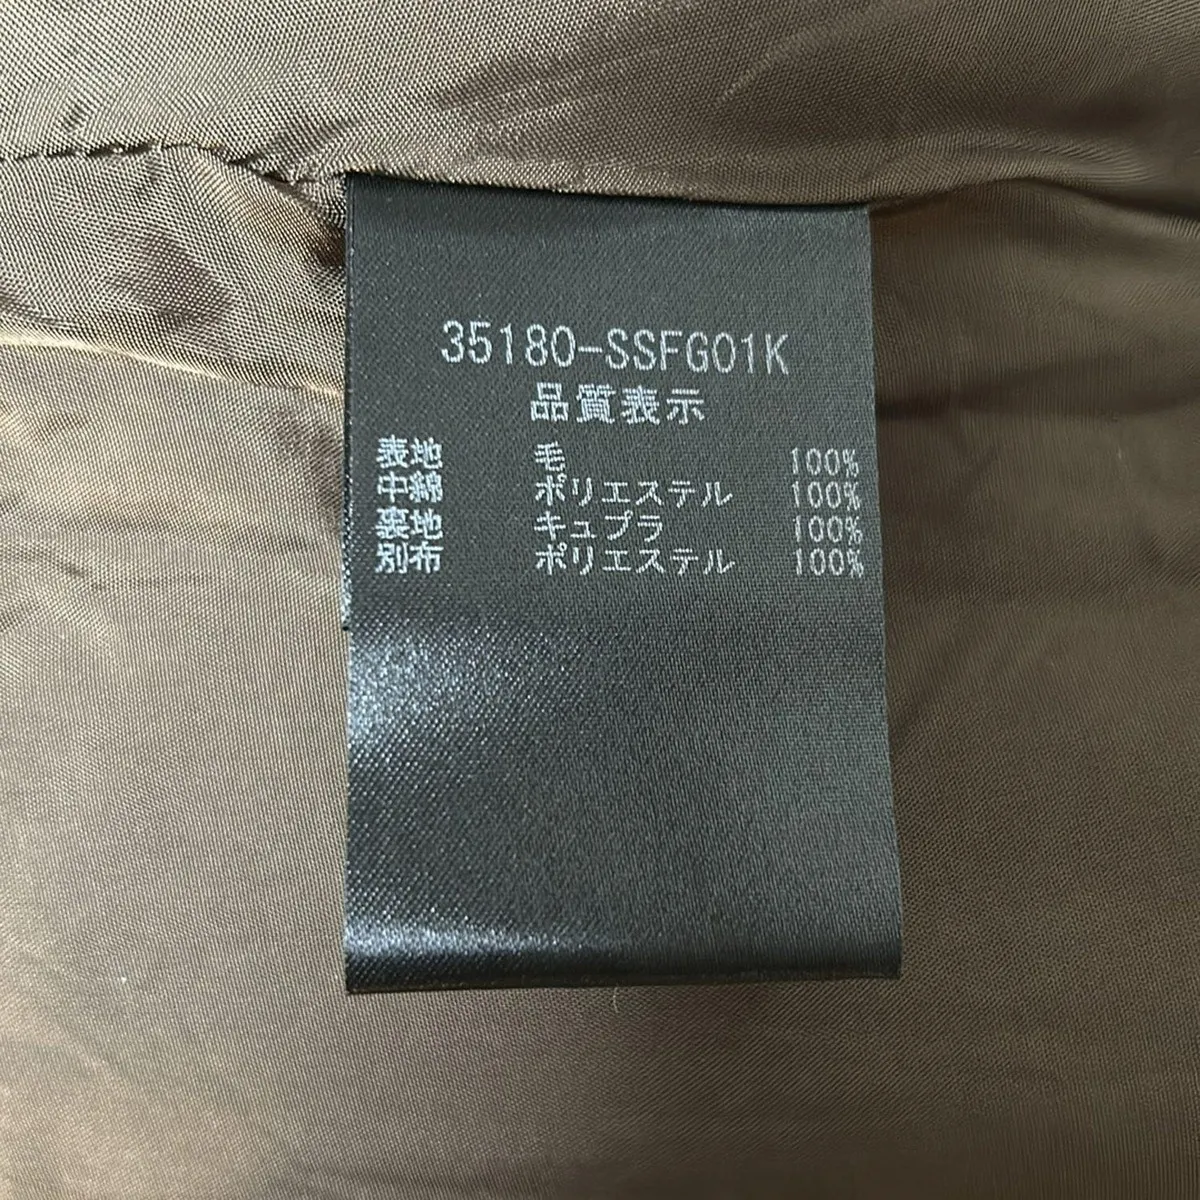 35180-SSFG01K
品質表示
表地 毛 100%
中綿 ポリエステル 100%
裏地 キュプラ 100%
別布 ポリエステル 100%